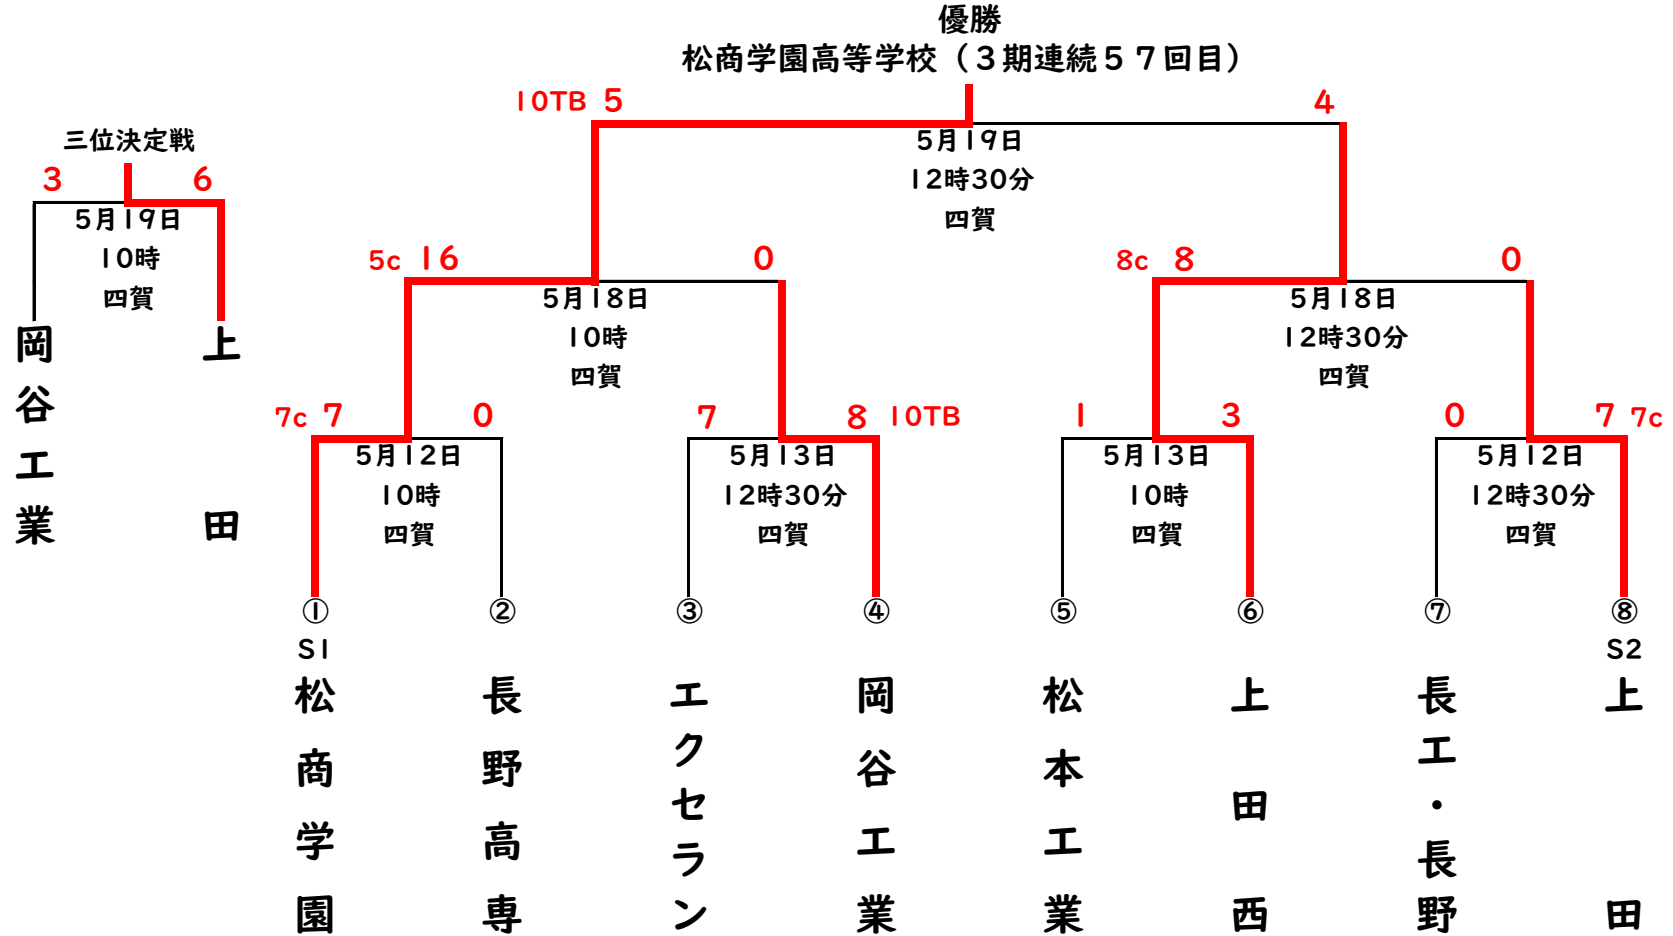 優勝
松商学園高等学校（３期連続５７回目）
10TB 5
4
5月19日
12時30分
四賀
三位決定戦
3
6
5月19日
10時
四賀
岡谷工業
上田
5c 16
0
5月18日
10時
四賀
8c 8
0
5月18日
12時30分
四賀
7c 7
0
5月12日
10時
四賀
7
8 10TB
5月13日
12時30分
四賀
1
3
5月13日
10時
四賀
0
7 7c
5月12日
12時30分
四賀
①
S1
松商学園
②
長野高専
③
エクセラン
④
岡谷工業
⑤
松本工業
⑥
上田西
⑦
長工・長野
⑧
S2
上田